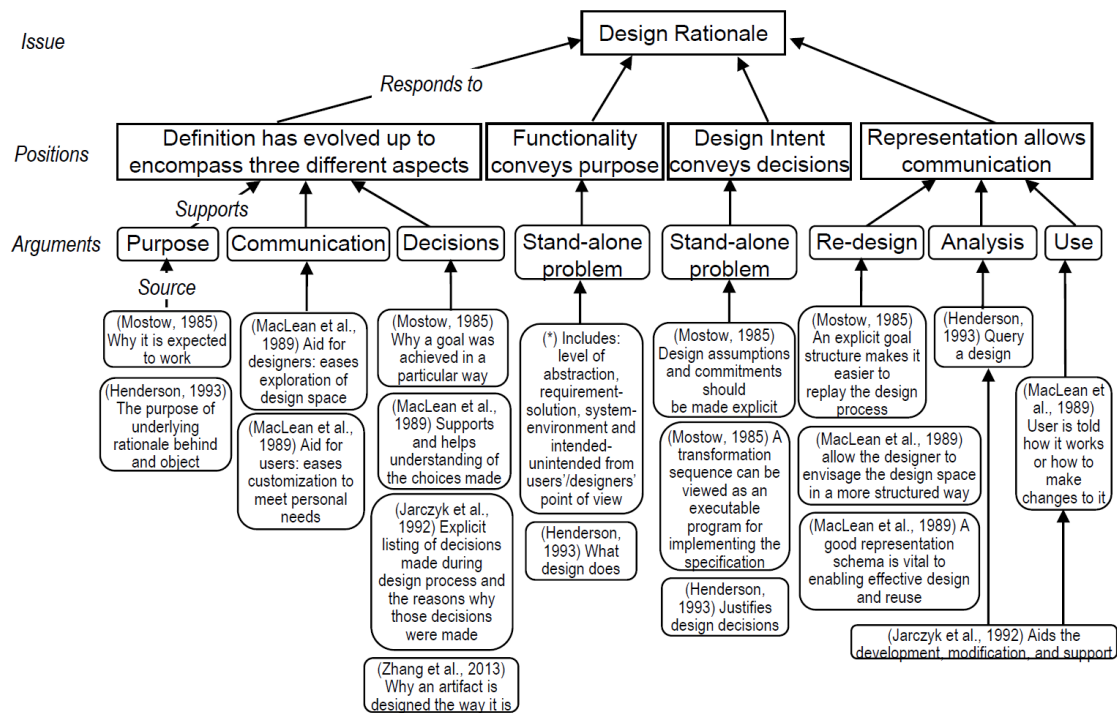 Issue
Design Rationale
Responds to
Positions
Definition has evolved up to
encompass three different aspects
Functionality
conveys purpose
Design Intent
conveys decisions
Representation allows
communication
Supports
Arguments
Purpose
Communication
Decisions
Stand-alone
problem
Stand-alone
problem
Re-design
Analysis
Use
Source
(Mostow, 1985)
Why it is expected
to work
(Henderson, 1993)
The purpose of
underlying
rationale behind
and object
(MacLean et al.,
1989) Aid for
designers: eases
exploration of
design space
(MacLean et al.,
1989) Aid for
users: eases
customization to
meet personal
needs
(Mostow, 1985)
Why a goal was
achieved in a
particular way
(MacLean et al.,
1989) Supports
and helps
understanding of
the choices made
(Jarczyk et al.,
1992) Explicit
listing of decisions
made during
design process and
the reasons why
those decisions
were made
(Zhang et al., 2013)
Why an artifact is
designed the way it is
(*) Includes:
level of
abstraction,
requirement-
solution, system-
environment and
intended-
unintended from
users'/designers'
point of view
(Henderson,
1993) What
design does
(Mostow, 1985)
Design assumptions
and commitments
should
be made explicit
(Mostow, 1985) A
transformation
sequence can be
viewed as an
executable
program for
implementing the
specification
(Henderson,
1993) Justifies
design decisions
(Mostow, 1985)
An explicit goal
structure makes it
easier to
replay the design
process
(MacLean et al., 1989)
allow the designer to
envisage the design space
in a more structured way
(MacLean et al., 1989) A
good representation
schema is vital to
enabling effective design
and reuse
(Henderson,
1993) Query
a design
(MacLean et
al., 1989)
User is told
how it works
or how to
make
changes to it
(Jarczyk et al., 1992) Aids the
development, modification, and support